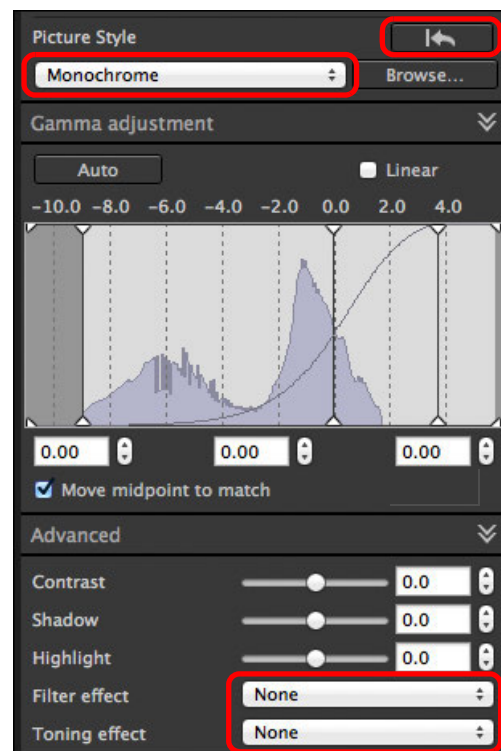 Picture Style
Monochrome Browse...
Gamma adjustment
Auto Linear
-10.0 -8.0 -6.0 -4.0 -2.0 0.0 2.0 4.0
0.00 0.00 0.00
Move midpoint to match
Advanced
Contrast 0.0
Shadow 0.0
Highlight 0.0
Filter effect None
Toning effect None